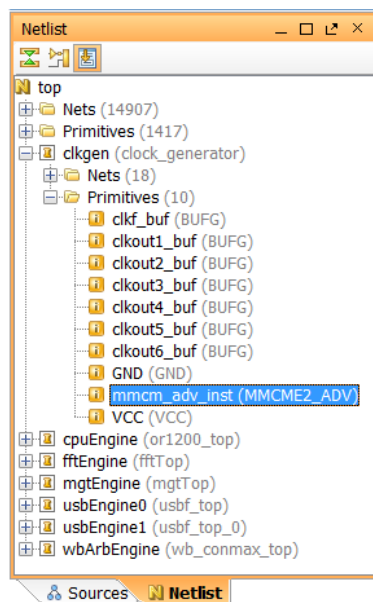 Netlist
top
Nets (14907)
Primitives (1417)
clkgen (clock_generator)
Nets (18)
Primitives (10)
clkf_buf (BUFG)
clkout1_buf (BUFG)
clkout2_buf (BUFG)
clkout3_buf (BUFG)
clkout4_buf (BUFG)
clkout5_buf (BUFG)
clkout6_buf (BUFG)
GND (GND)
mmcm_adv_inst (MMCME2_ADV)
VCC (VCC)
cpuEngine (or1200_top)
fftEngine (fftTop)
mgtEngine (mgtTop)
usbEngine0 (usbf_top)
usbEngine1 (usbf_top_0)
wbArbEngine (wb_conmax_top)
Sources Netlist